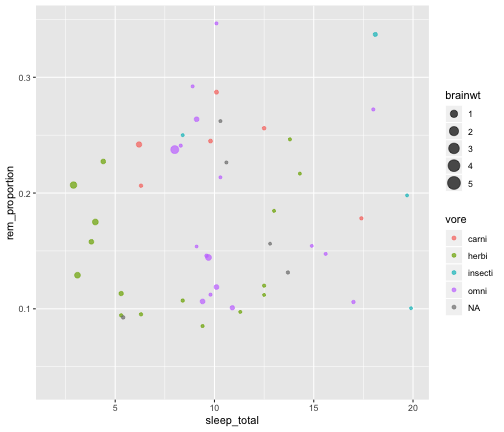 rem_proportion
0.3
0.2
0.1
5
10
15
20
sleep_total
brainwt
1
2
3
4
5
vore
carni
herbi
insecti
omni
NA